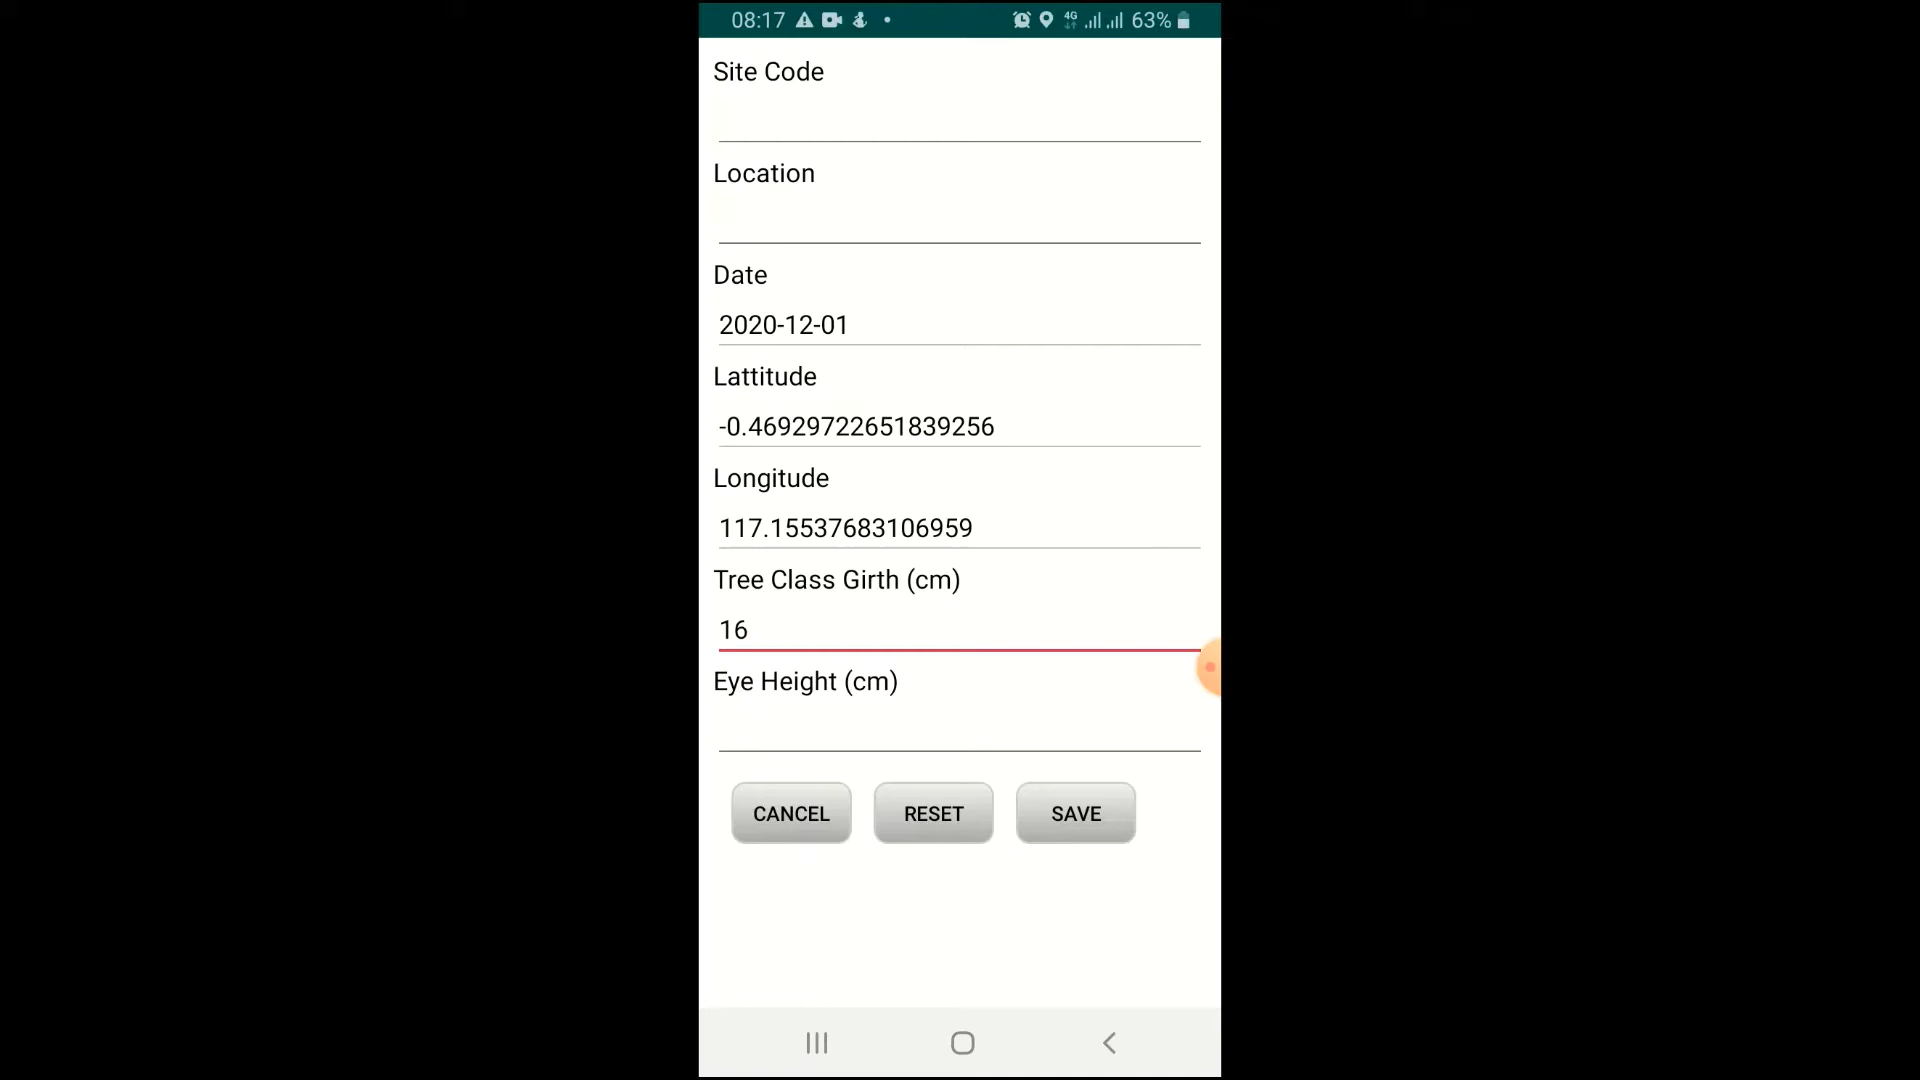 08:17 4G 63%
Site Code
Location
Date
2020-12-01
Lattitude
-0.46929722651839256
Longitude
117.15537683106959
Tree Class Girth (cm)
16
Eye Height (cm)
CANCEL RESET SAVE